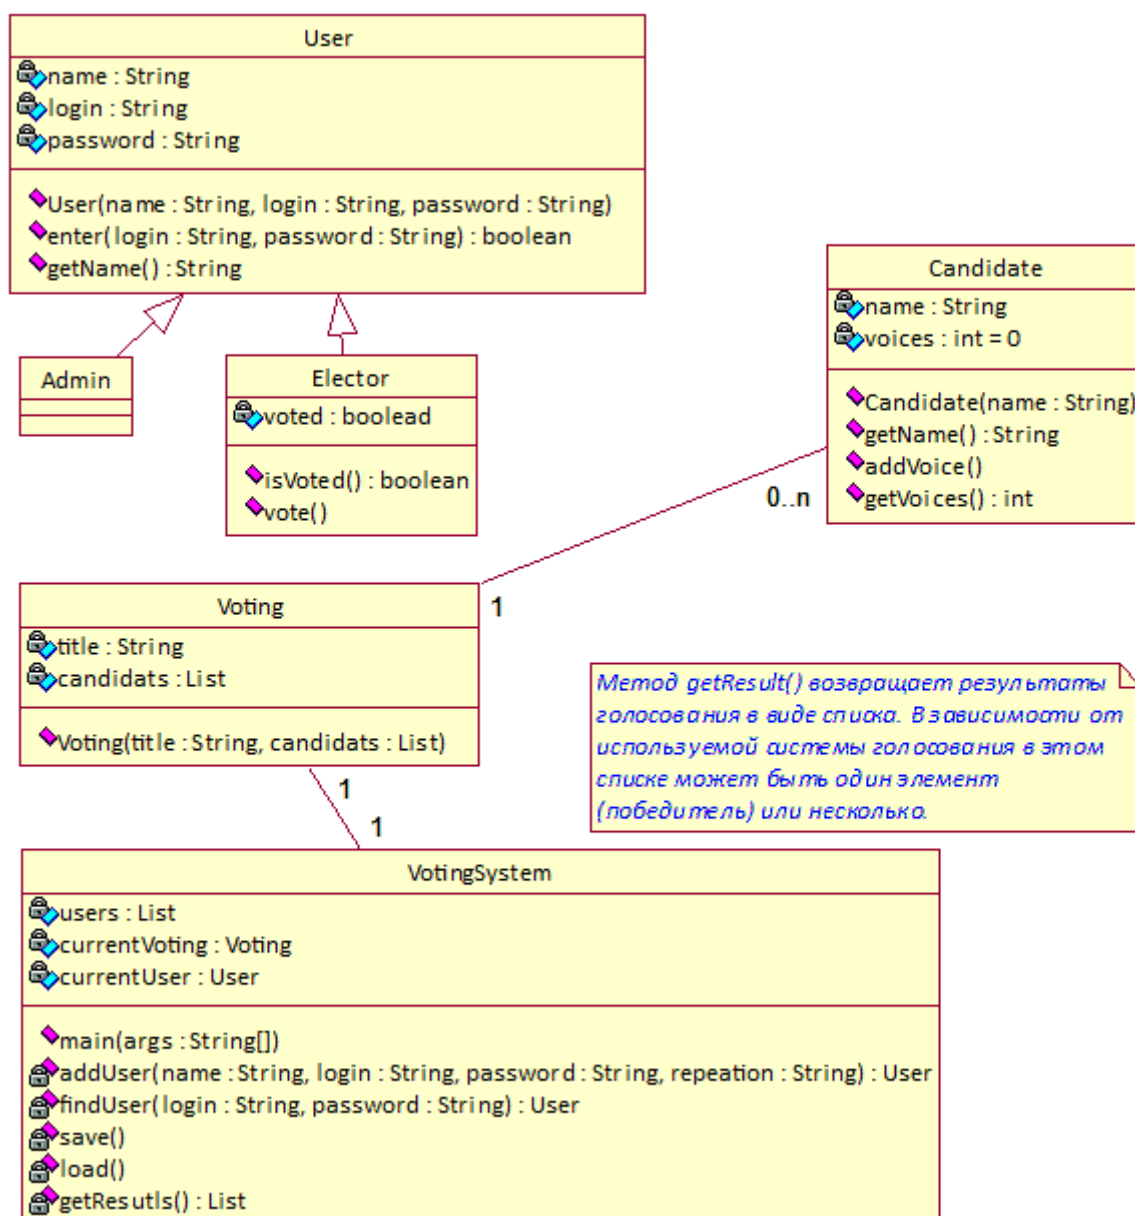 User
name : String
login : String
password : String
User(name : String, login : String, password : String)
enter(login : String, password : String) : boolean
getName() : String
Admin
Elector
voted : boolead
isVoted() : boolean
vote()
Candidate
name : String
voices : int = 0
Candidate(name : String)
getName() : String
addVoice()
getVoices() : int
0..n
1
Voting
title : String
candidats : List
Voting(title : String, candidats : List)
1
1
Метод getResult() возвращает результаты
голосования в виде списка. В зависимости от
используемой системы голосования в этом
списке может быть один элемент
(победитель) или несколько.
VotingSystem
users : List
currentVoting : Voting
currentUser : User
main(args : String[])
addUser(name : String, login : String, password : String, repeation : String) : User
findUser(login : String, password : String) : User
save()
load()
getResutls() : List